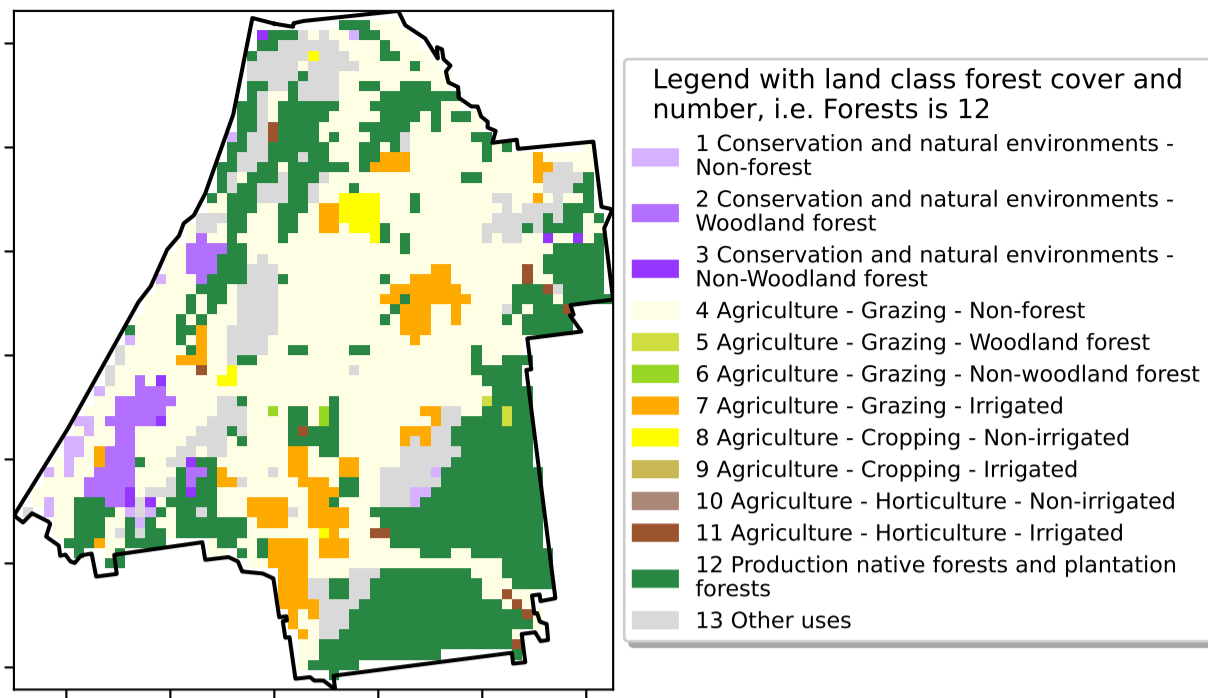 Legend with land class forest cover and
number, i.e. Forests is 12
1 Conservation and natural environments -
Non-forest
2 Conservation and natural environments -
Woodland forest
3 Conservation and natural environments -
Non-Woodland forest
4 Agriculture - Grazing - Non-forest
5 Agriculture - Grazing - Woodland forest
6 Agriculture - Grazing - Non-woodland forest
7 Agriculture - Grazing - Irrigated
8 Agriculture - Cropping - Non-irrigated
9 Agriculture - Cropping - Irrigated
10 Agriculture - Horticulture - Non-irrigated
11 Agriculture - Horticulture - Irrigated
12 Production native forests and plantation
forests
13 Other uses